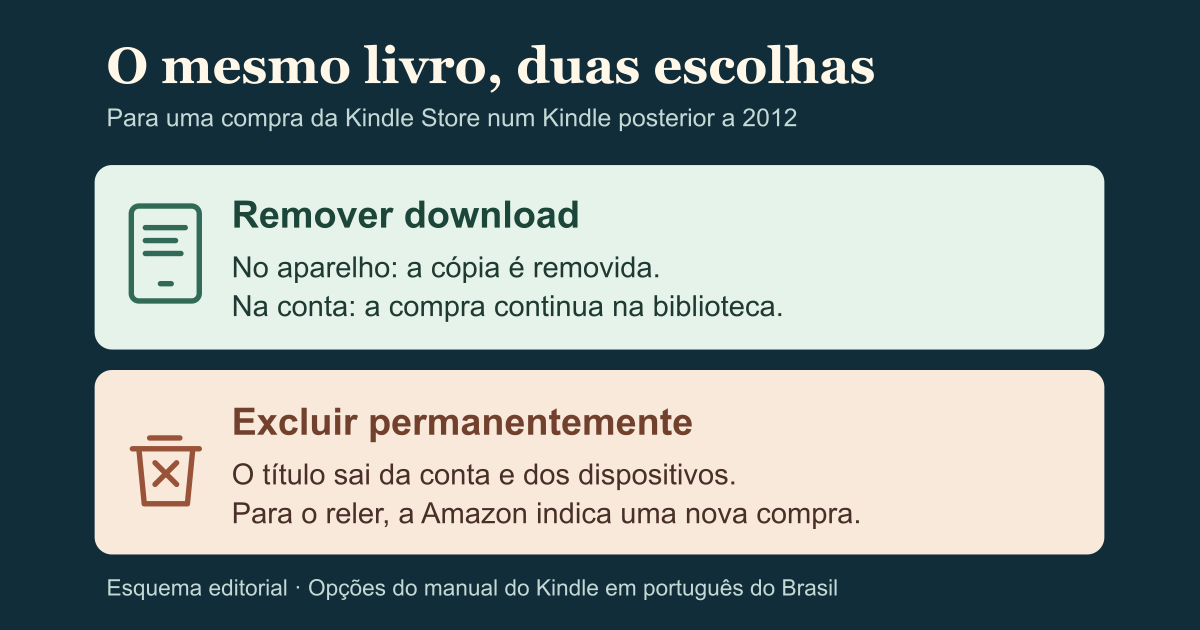 O mesmo livro, duas escolhas
Para uma compra da Kindle Store num Kindle posterior a 2012
Remover download
No aparelho: a cópia é removida.
Na conta: a compra continua na biblioteca.
Excluir permanentemente
O título sai da conta e dos dispositivos.
Para o reler, a Amazon indica uma nova compra.
Esquema editorial · Opções do manual do Kindle em português do Brasil